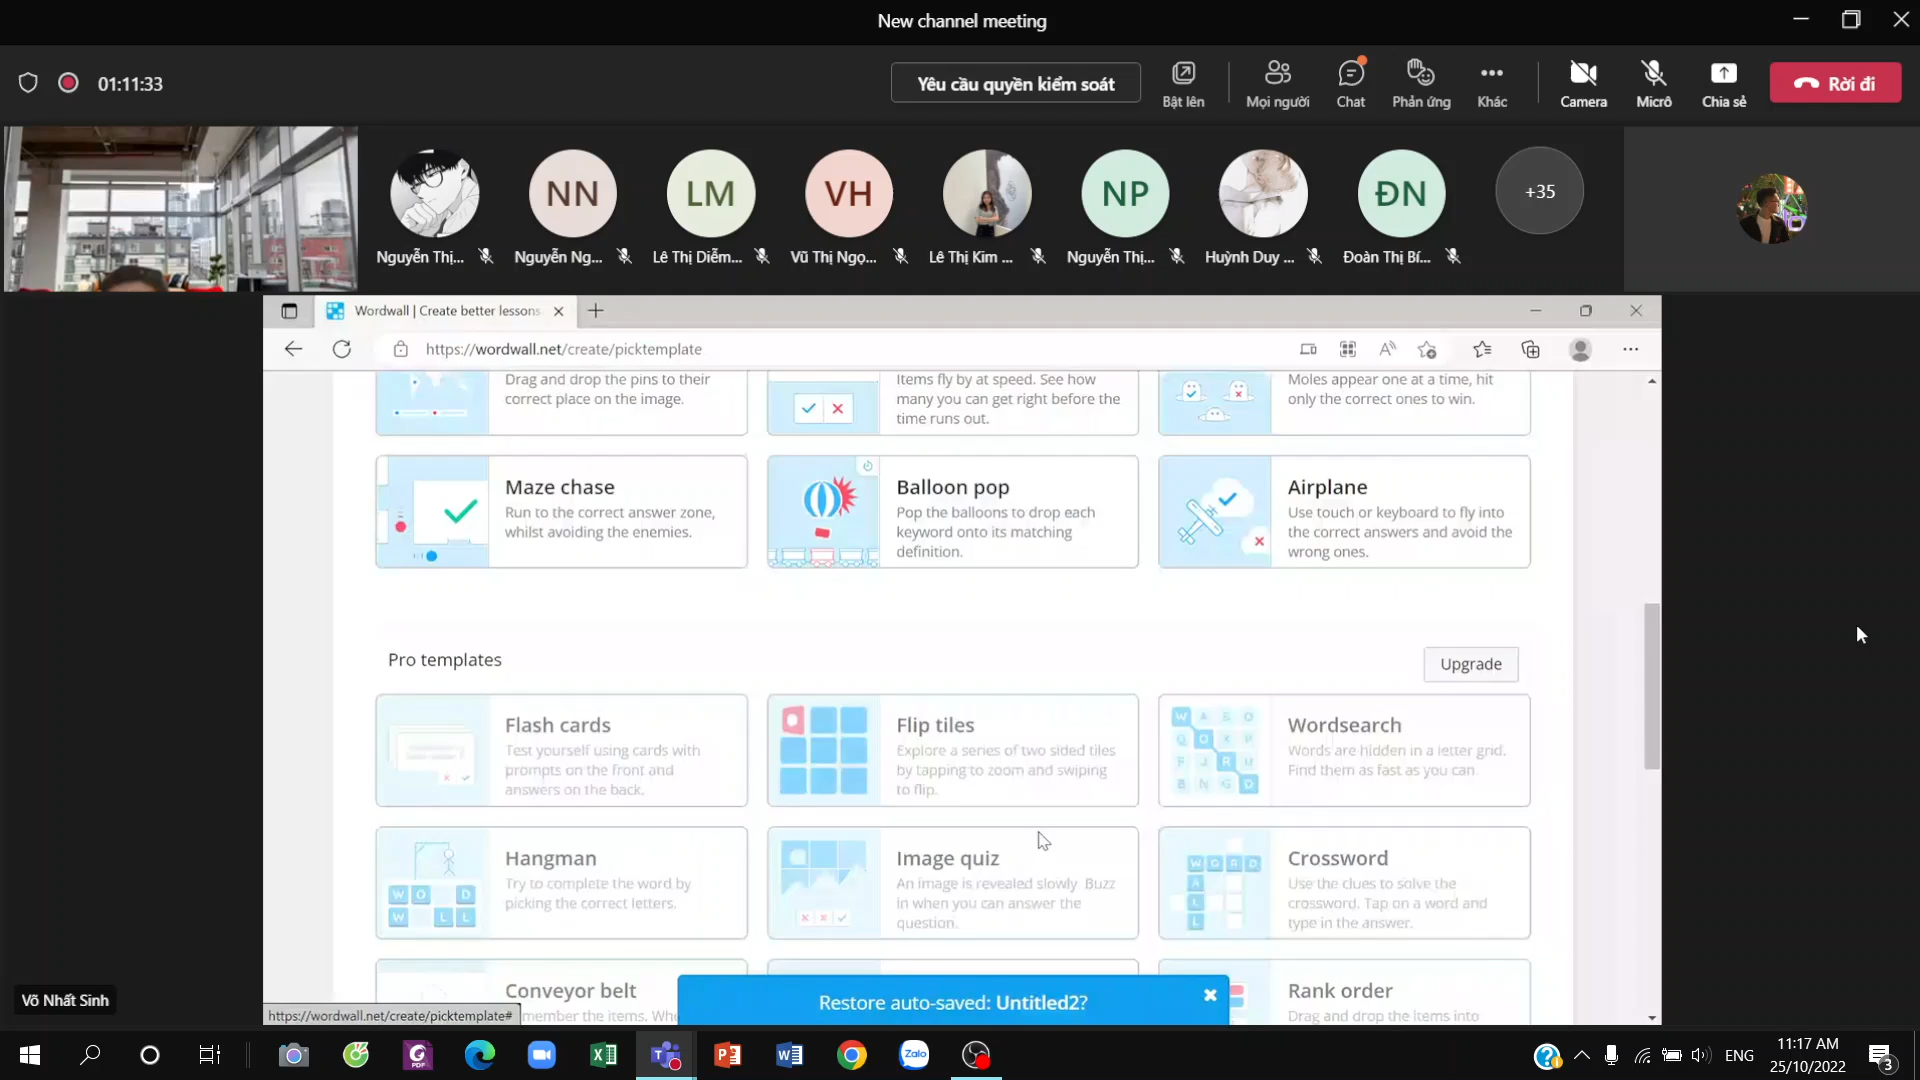 New channel meeting
01:11:33
Yêu cầu quyền kiểm soát
Bật lên
Mọi người
Chat
Phản ứng
Khác
Camera
Micrô
Chia sẻ
Rời đi
NN
LM
VH
NP
ĐN
+35
Nguyễn Thị...
Nguyễn Ng...
Lê Thị Diễm...
Vũ Thị Ngọ...
Lê Thị Kim ...
Nguyễn Thị...
Huỳnh Duy ...
Đoàn Thị Bí...
Wordwall | Create better lessons
https://wordwall.net/create/picktemplate
Drag and drop the pins to their
correct place on the image.
Items fly by at speed. See how
many you can get right before the
time runs out.
Moles appear one at a time, hit
only the correct ones to win.
Maze chase
Run to the correct answer zone,
whilst avoiding the enemies.
Balloon pop
Pop the balloons to drop each
keyword onto its matching
definition.
Airplane
Use touch or keyboard to fly into
the correct answers and avoid the
wrong ones.
Pro templates
Upgrade
Flash cards
Test yourself using cards with
prompts on the front and
answers on the back.
Flip tiles
Explore a series of two sided tiles
by tapping to zoom and swiping
to flip.
Wordsearch
Words are hidden in a letter grid.
Find them as fast as you can
Hangman
Try to complete the word by
picking the correct letters.
Image quiz
An image is revealed slowly. Buzz
in when you can answer the
question.
Crossword
Use the clues to solve the
crossword. Tap on a word and
type in the answer.
Conveyor belt
Rank order
Drag and drop the items into
Restore auto-saved: Untitled2?
https://wordwall.net/create/picktemplate#
Võ Nhất Sinh
Zalo
ENG
11:17 AM
25/10/2022
3